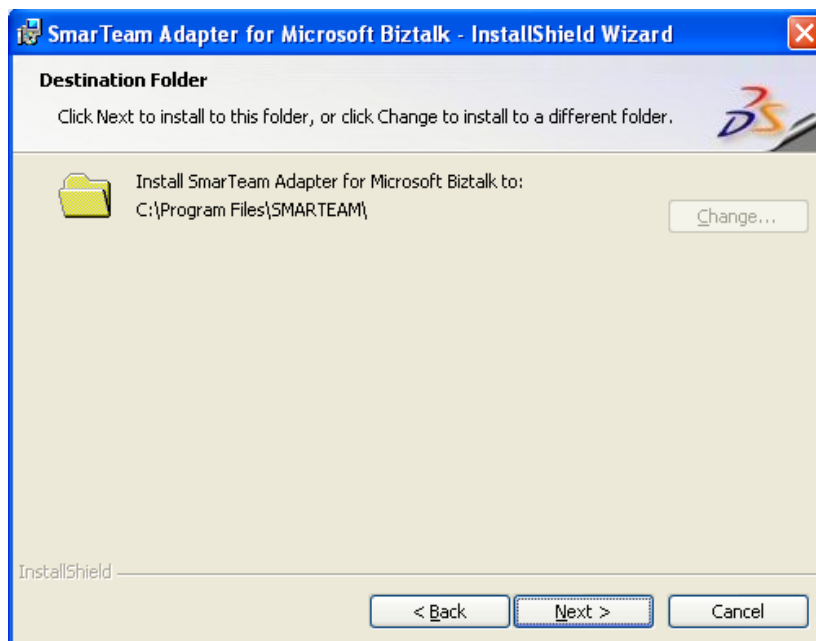 SmarTeam Adapter for Microsoft Biztalk - InstallShield Wizard
Destination Folder
Click Next to install to this folder, or click Change to install to a different folder.
DS
Install SmarTeam Adapter for Microsoft Biztalk to:
C:\Program Files\SMARTEAM\
Change...
InstallShield
< Back
Next >
Cancel